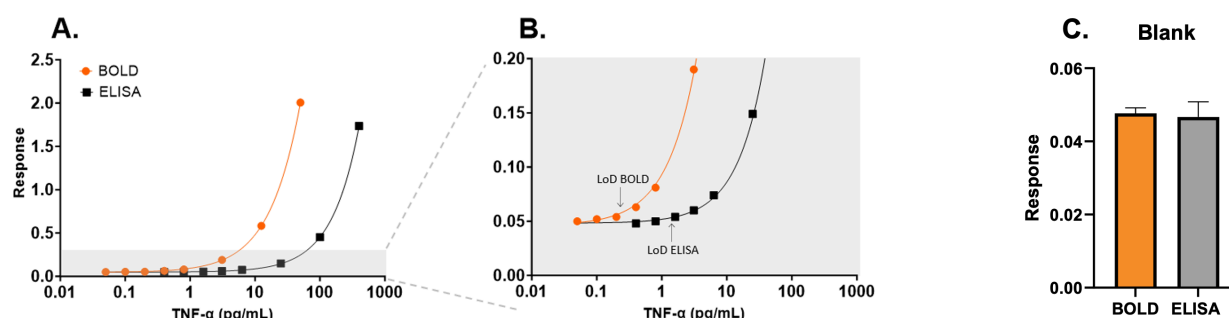 A.
2.5
2.0
1.5
1.0
0.5
0.0
Response
BOLD
ELISA
0.01 0.1 1 10 100 1000
TNF-α (pg/mL)
B.
0.20
0.15
0.10
0.05
0.00
LoD BOLD
LoD ELISA
0.01 0.1 1 10 100 1000
TNF-α (pg/mL)
C. Blank
0.06
0.04
0.02
0.00
Response
BOLD ELISA